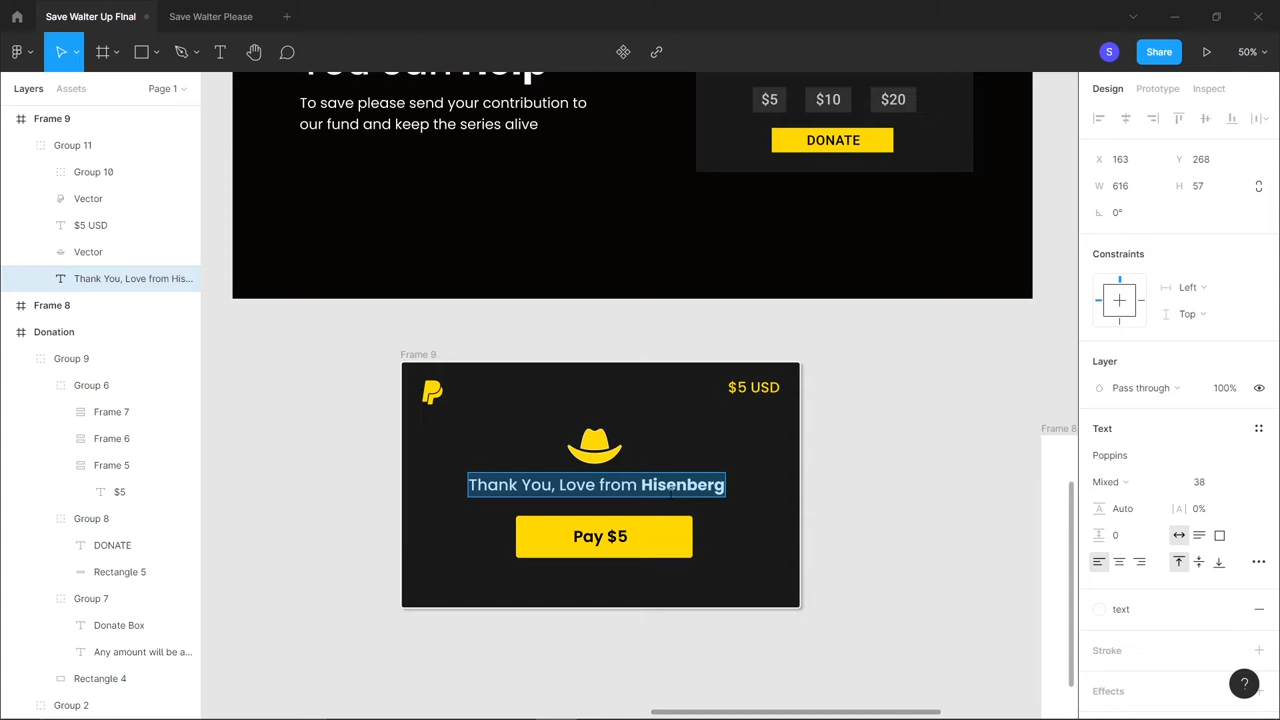 Save Walter Up FInal
Save Walter Please
S
Share
50%
Layers
Assets
Page 1
Design
Prototype
Inspect
Frame 9
Group 11
Group 10
Vector
$5 USD
Vector
Thank You, Love from His...
Frame 8
Donation
Group 9
Group 6
Frame 7
Frame 6
Frame 5
$5
Group 8
DONATE
Rectangle 5
Group 7
Donate Box
Any amount will be a...
Rectangle 4
Group 2
To save please send your contribution to
our fund and keep the series alive
$5
$10
$20
DONATE
Frame 9
$5 USD
Thank You, Love from Hisenberg
Pay $5
Frame 8
X 163
Y 268
W 616
H 57
0°
Constraints
Left
Top
Layer
Pass through
100%
Text
Poppins
Mixed
38
Auto
|A| 0%
0
text
Stroke
Effects
?